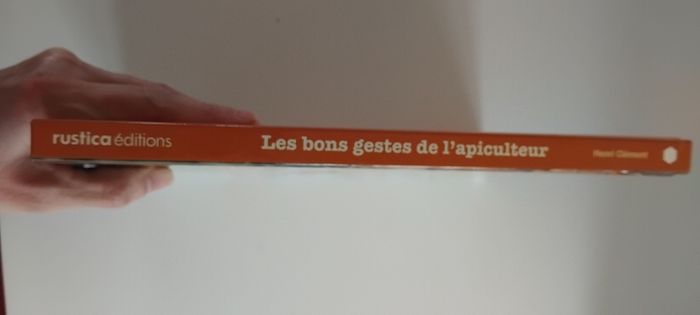 rustica éditions
Les bons gestes de l'apiculteur
Henri Clément